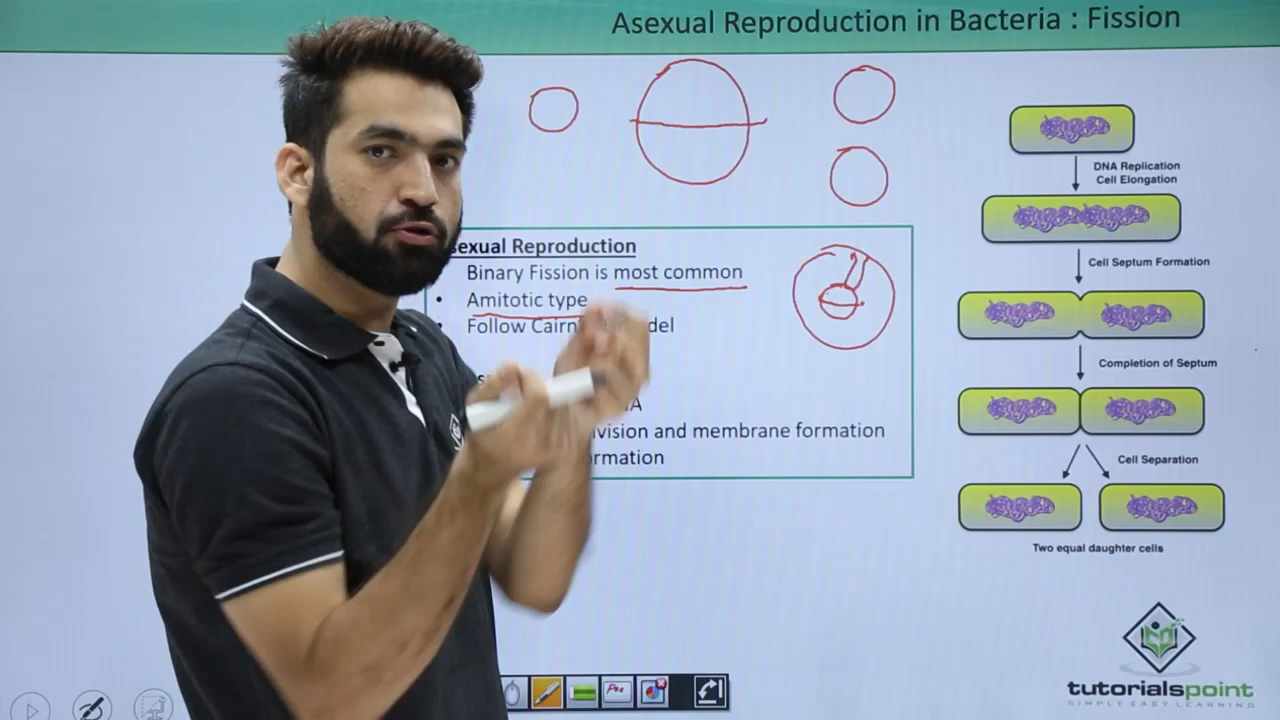 Asexual Reproduction in Bacteria : Fission
DNA Replication
Cell Elongation
Cell Septum Formation
Completion of Septum
Cell Separation
Two equal daughter cells
sexual Reproduction
Binary Fission is most common
• Amitotic type
• Follow del
ivision and membrane formation
rmation
Pen
tutorialspoint
SIMPLY EASY LEARNING